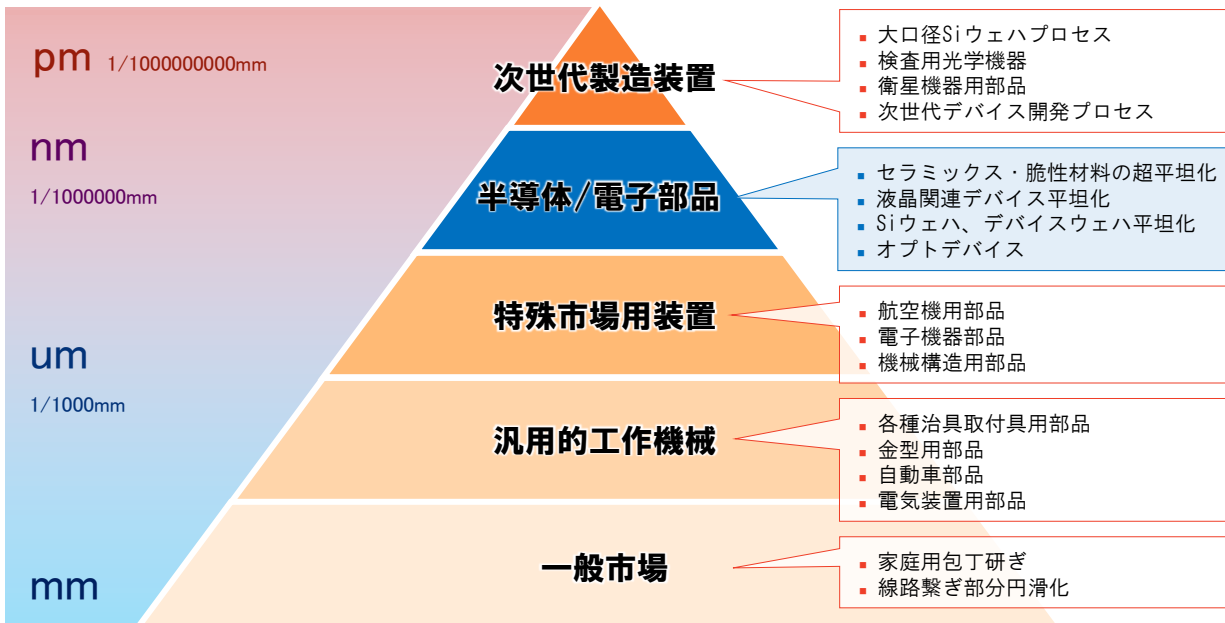 pm 1/1000000000mm
nm
1/1000000mm
um
1/1000mm
mm
次世代製造装置
■ 大口径Siウェハプロセス
■ 検査用光学機器
■ 衛星機器用部品
■ 次世代デバイス開発プロセス
半導体/電子部品
■ セラミックス・脆性材料の超平坦化
■ 液晶関連デバイス平坦化
■ Siウェハ、デバイスウェハ平坦化
■ オプトデバイス
特殊市場用装置
■ 航空機用部品
■ 電子機器部品
■ 機械構造用部品
汎用的工作機械
■ 各種治具取付具用部品
■ 金型用部品
■ 自動車部品
■ 電気装置用部品
一般市場
■ 家庭用包丁研ぎ
■ 線路繋ぎ部分円滑化